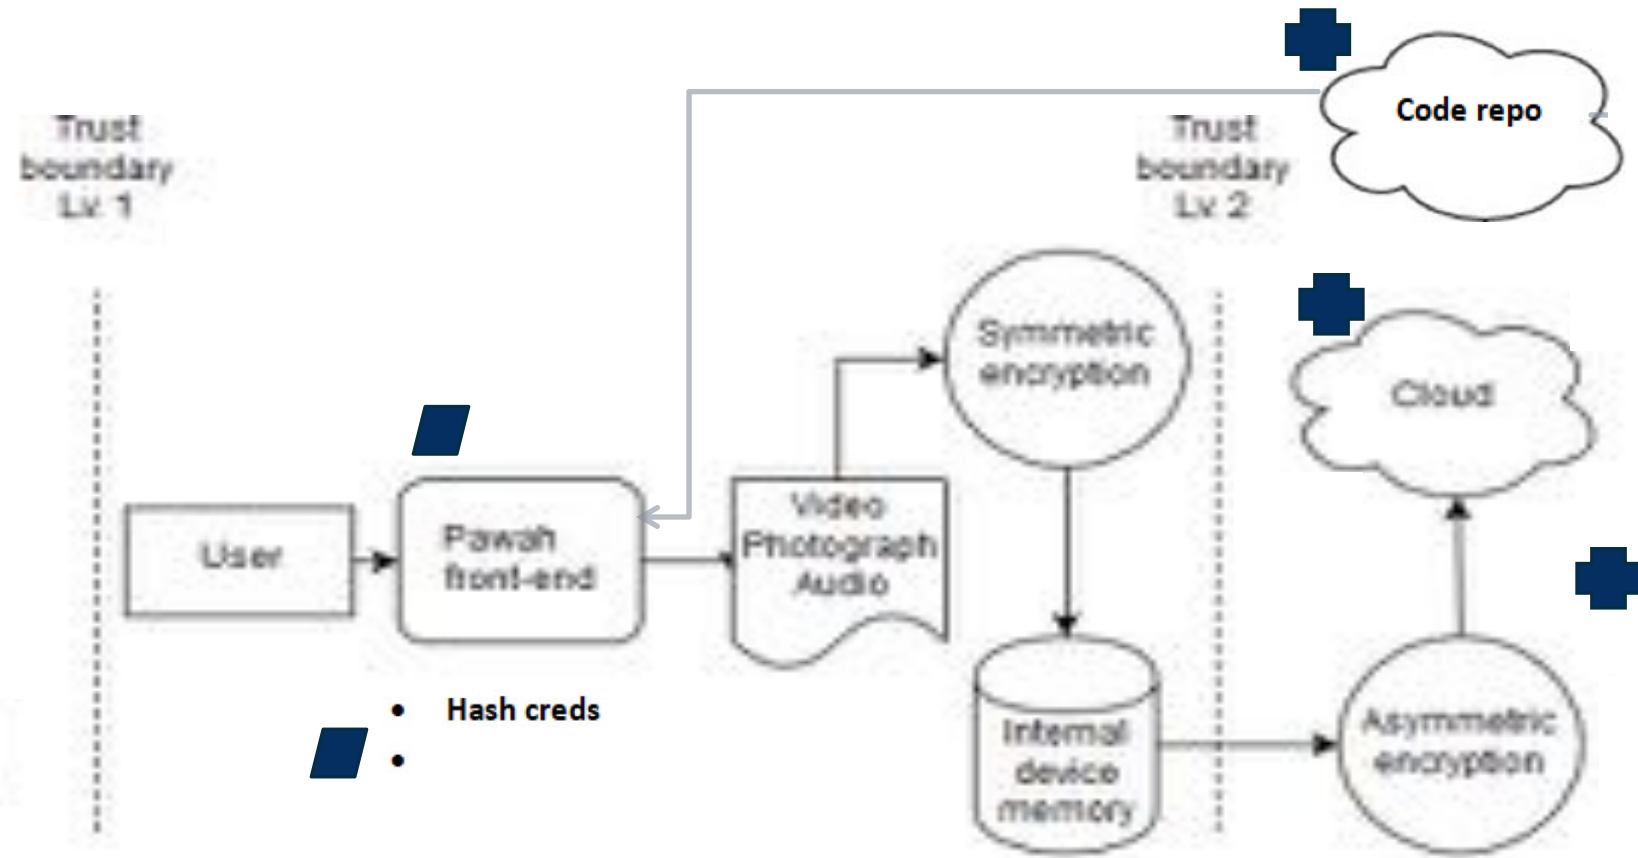 Code repo
Trust
boundary
Lv. 1
Trust
boundary
Lv. 2
Symmetric
encryption
Cloud
User
Pawah
front-end
Video
Photograph
Audio
• Hash creds
•
Internal
device
memory
Asymmetric
encryption